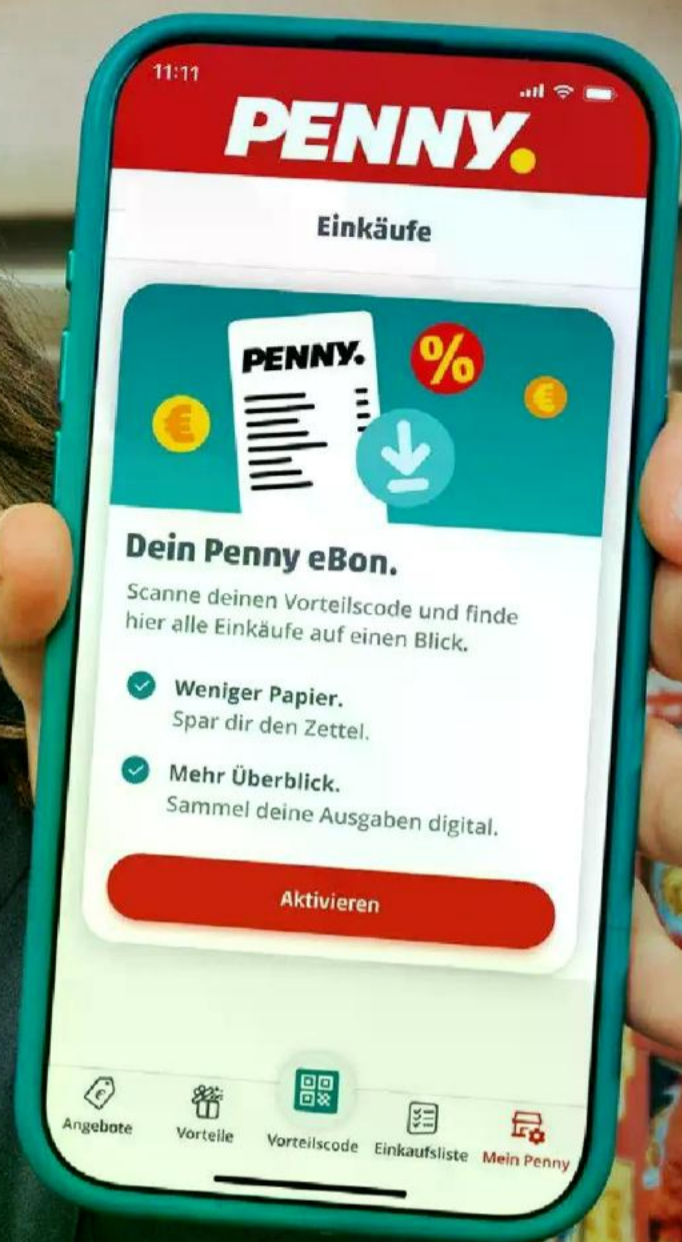 11:11
PENNY.
Einkäufe
PENNY.
%
€
€
Dein Penny eBon.
Scanne deinen Vorteilscode und finde
hier alle Einkäufe auf einen Blick.
Weniger Papier.
Spar dir den Zettel.
Mehr Überblick.
Sammel deine Ausgaben digital.
Aktivieren
Angebote
Vorteile
Vorteilscode
Einkaufsliste
Mein Penny